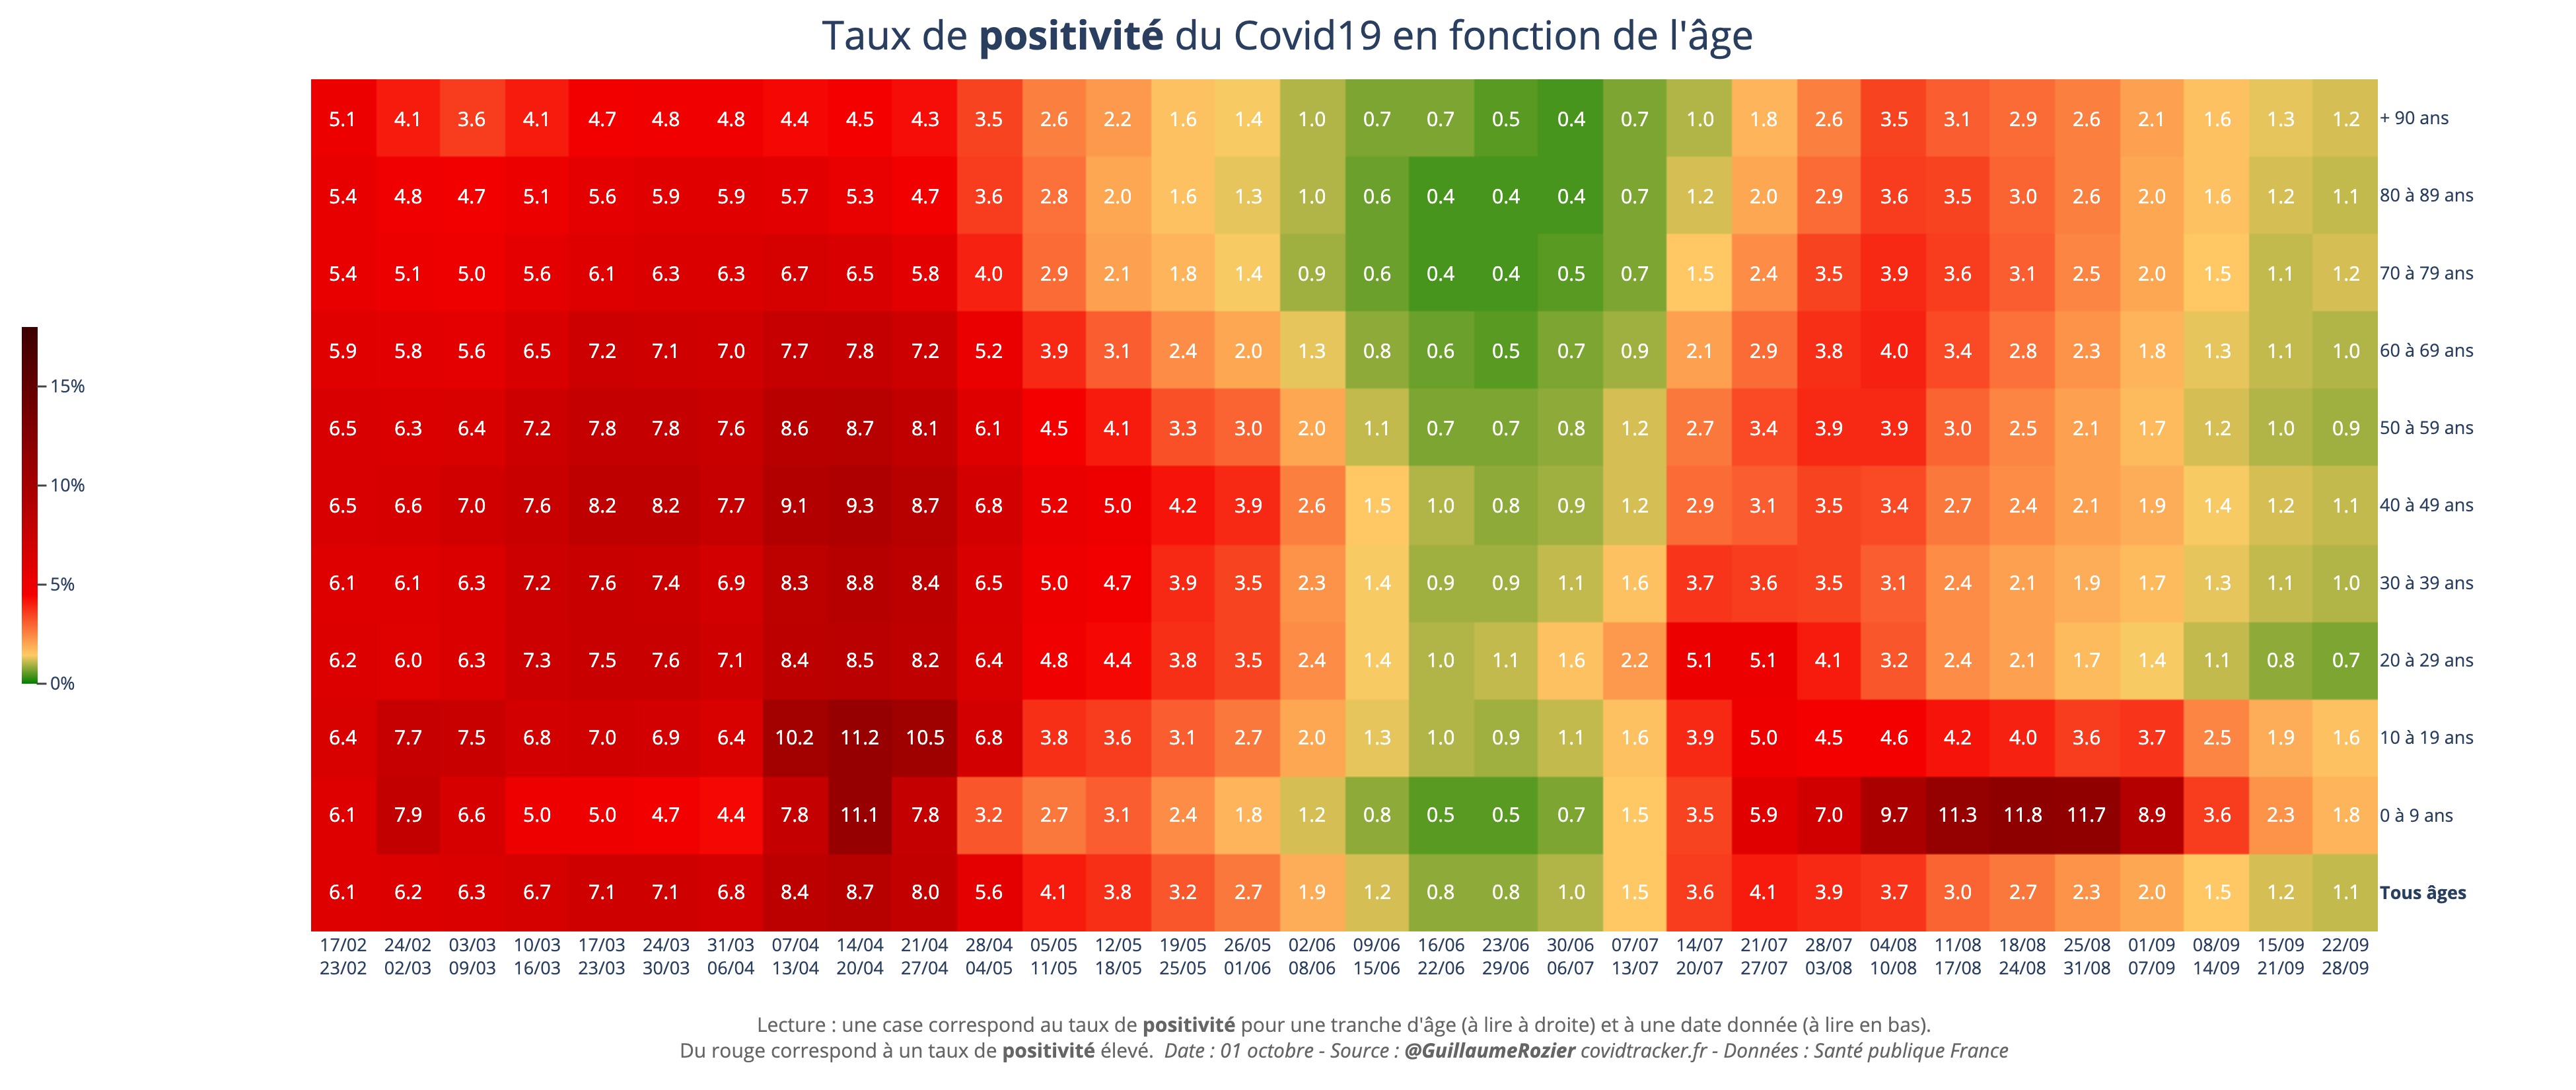 Taux de positivité du Covid19 en fonction de l'âge
5.1 4.1 3.6 4.1 4.7 4.8 4.8 4.4 4.5 4.3 3.5 2.6 2.2 1.6 1.4 1.0 0.7 0.7 0.5 0.4 0.7 1.0 1.8 2.6 3.5 3.1 2.9 2.6 2.1 1.6 1.3 1.2 + 90 ans
5.4 4.8 4.7 5.1 5.6 5.9 5.9 5.7 5.3 4.7 3.6 2.8 2.0 1.6 1.3 1.0 0.6 0.4 0.4 0.4 0.7 1.2 2.0 2.9 3.6 3.5 3.0 2.6 2.0 1.6 1.2 1.1 80 à 89 ans
5.4 5.1 5.0 5.6 6.1 6.3 6.3 6.7 6.5 5.8 4.0 2.9 2.1 1.8 1.4 0.9 0.6 0.4 0.4 0.5 0.7 1.5 2.4 3.5 3.9 3.6 3.1 2.5 2.0 1.5 1.1 1.2 70 à 79 ans
5.9 5.8 5.6 6.5 7.2 7.1 7.0 7.7 7.8 7.2 5.2 3.9 3.1 2.4 2.0 1.3 0.8 0.6 0.5 0.7 0.9 2.1 2.9 3.8 4.0 3.4 2.8 2.3 1.8 1.3 1.1 1.0 60 à 69 ans
15%
6.5 6.3 6.4 7.2 7.8 7.8 7.6 8.6 8.7 8.1 6.1 4.5 4.1 3.3 3.0 2.0 1.1 0.7 0.7 0.8 1.2 2.7 3.4 3.9 3.9 3.0 2.5 2.1 1.7 1.2 1.0 0.9 50 à 59 ans
10%
6.5 6.6 7.0 7.6 8.2 8.2 7.7 9.1 9.3 8.7 6.8 5.2 5.0 4.2 3.9 2.6 1.5 1.0 0.8 0.9 1.2 2.9 3.1 3.5 3.4 2.7 2.4 2.1 1.9 1.4 1.2 1.1 40 à 49 ans
5%
6.1 6.1 6.3 7.2 7.6 7.4 6.9 8.3 8.8 8.4 6.5 5.0 4.7 3.9 3.5 2.3 1.4 0.9 0.9 1.1 1.6 3.7 3.6 3.5 3.1 2.4 2.1 1.9 1.7 1.3 1.1 1.0 30 à 39 ans
6.2 6.0 6.3 7.3 7.5 7.6 7.1 8.4 8.5 8.2 6.4 4.8 4.4 3.8 3.5 2.4 1.4 1.0 1.1 1.6 2.2 5.1 5.1 4.1 3.2 2.4 2.1 1.7 1.4 1.1 0.8 0.7 20 à 29 ans
0%
6.4 7.7 7.5 6.8 7.0 6.9 6.4 10.2 11.2 10.5 6.8 3.8 3.6 3.1 2.7 2.0 1.3 1.0 0.9 1.1 1.6 3.9 5.0 4.5 4.6 4.2 4.0 3.6 3.7 2.5 1.9 1.6 10 à 19 ans
6.1 7.9 6.6 5.0 5.0 4.7 4.4 7.8 11.1 7.8 3.2 2.7 3.1 2.4 1.8 1.2 0.8 0.5 0.5 0.7 1.5 3.5 5.9 7.0 9.7 11.3 11.8 11.7 8.9 3.6 2.3 1.8 0 à 9 ans
6.1 6.2 6.3 6.7 7.1 7.1 6.8 8.4 8.7 8.0 5.6 4.1 3.8 3.2 2.7 1.9 1.2 0.8 0.8 1.0 1.5 3.6 4.1 3.9 3.7 3.0 2.7 2.3 2.0 1.5 1.2 1.1 Tous âges
17/02 24/02 03/03 10/03 17/03 24/03 31/03 07/04 14/04 21/04 28/04 05/05 12/05 19/05 26/05 02/06 09/06 16/06 23/06 30/06 07/07 14/07 21/07 28/07 04/08 11/08 18/08 25/08 01/09 08/09 15/09 22/09
23/02 02/03 09/03 16/03 23/03 30/03 06/04 13/04 20/04 27/04 04/05 11/05 18/05 25/05 01/06 08/06 15/06 22/06 29/06 06/07 13/07 20/07 27/07 03/08 10/08 17/08 24/08 31/08 07/09 14/09 21/09 28/09
Lecture : une case correspond au taux de positivité pour une tranche d'âge (à lire à droite) et à une date donnée (à lire en bas).
Du rouge correspond à un taux de positivité élevé. Date : 01 octobre - Source : @GuillaumeRozier covidtracker.fr - Données : Santé publique France